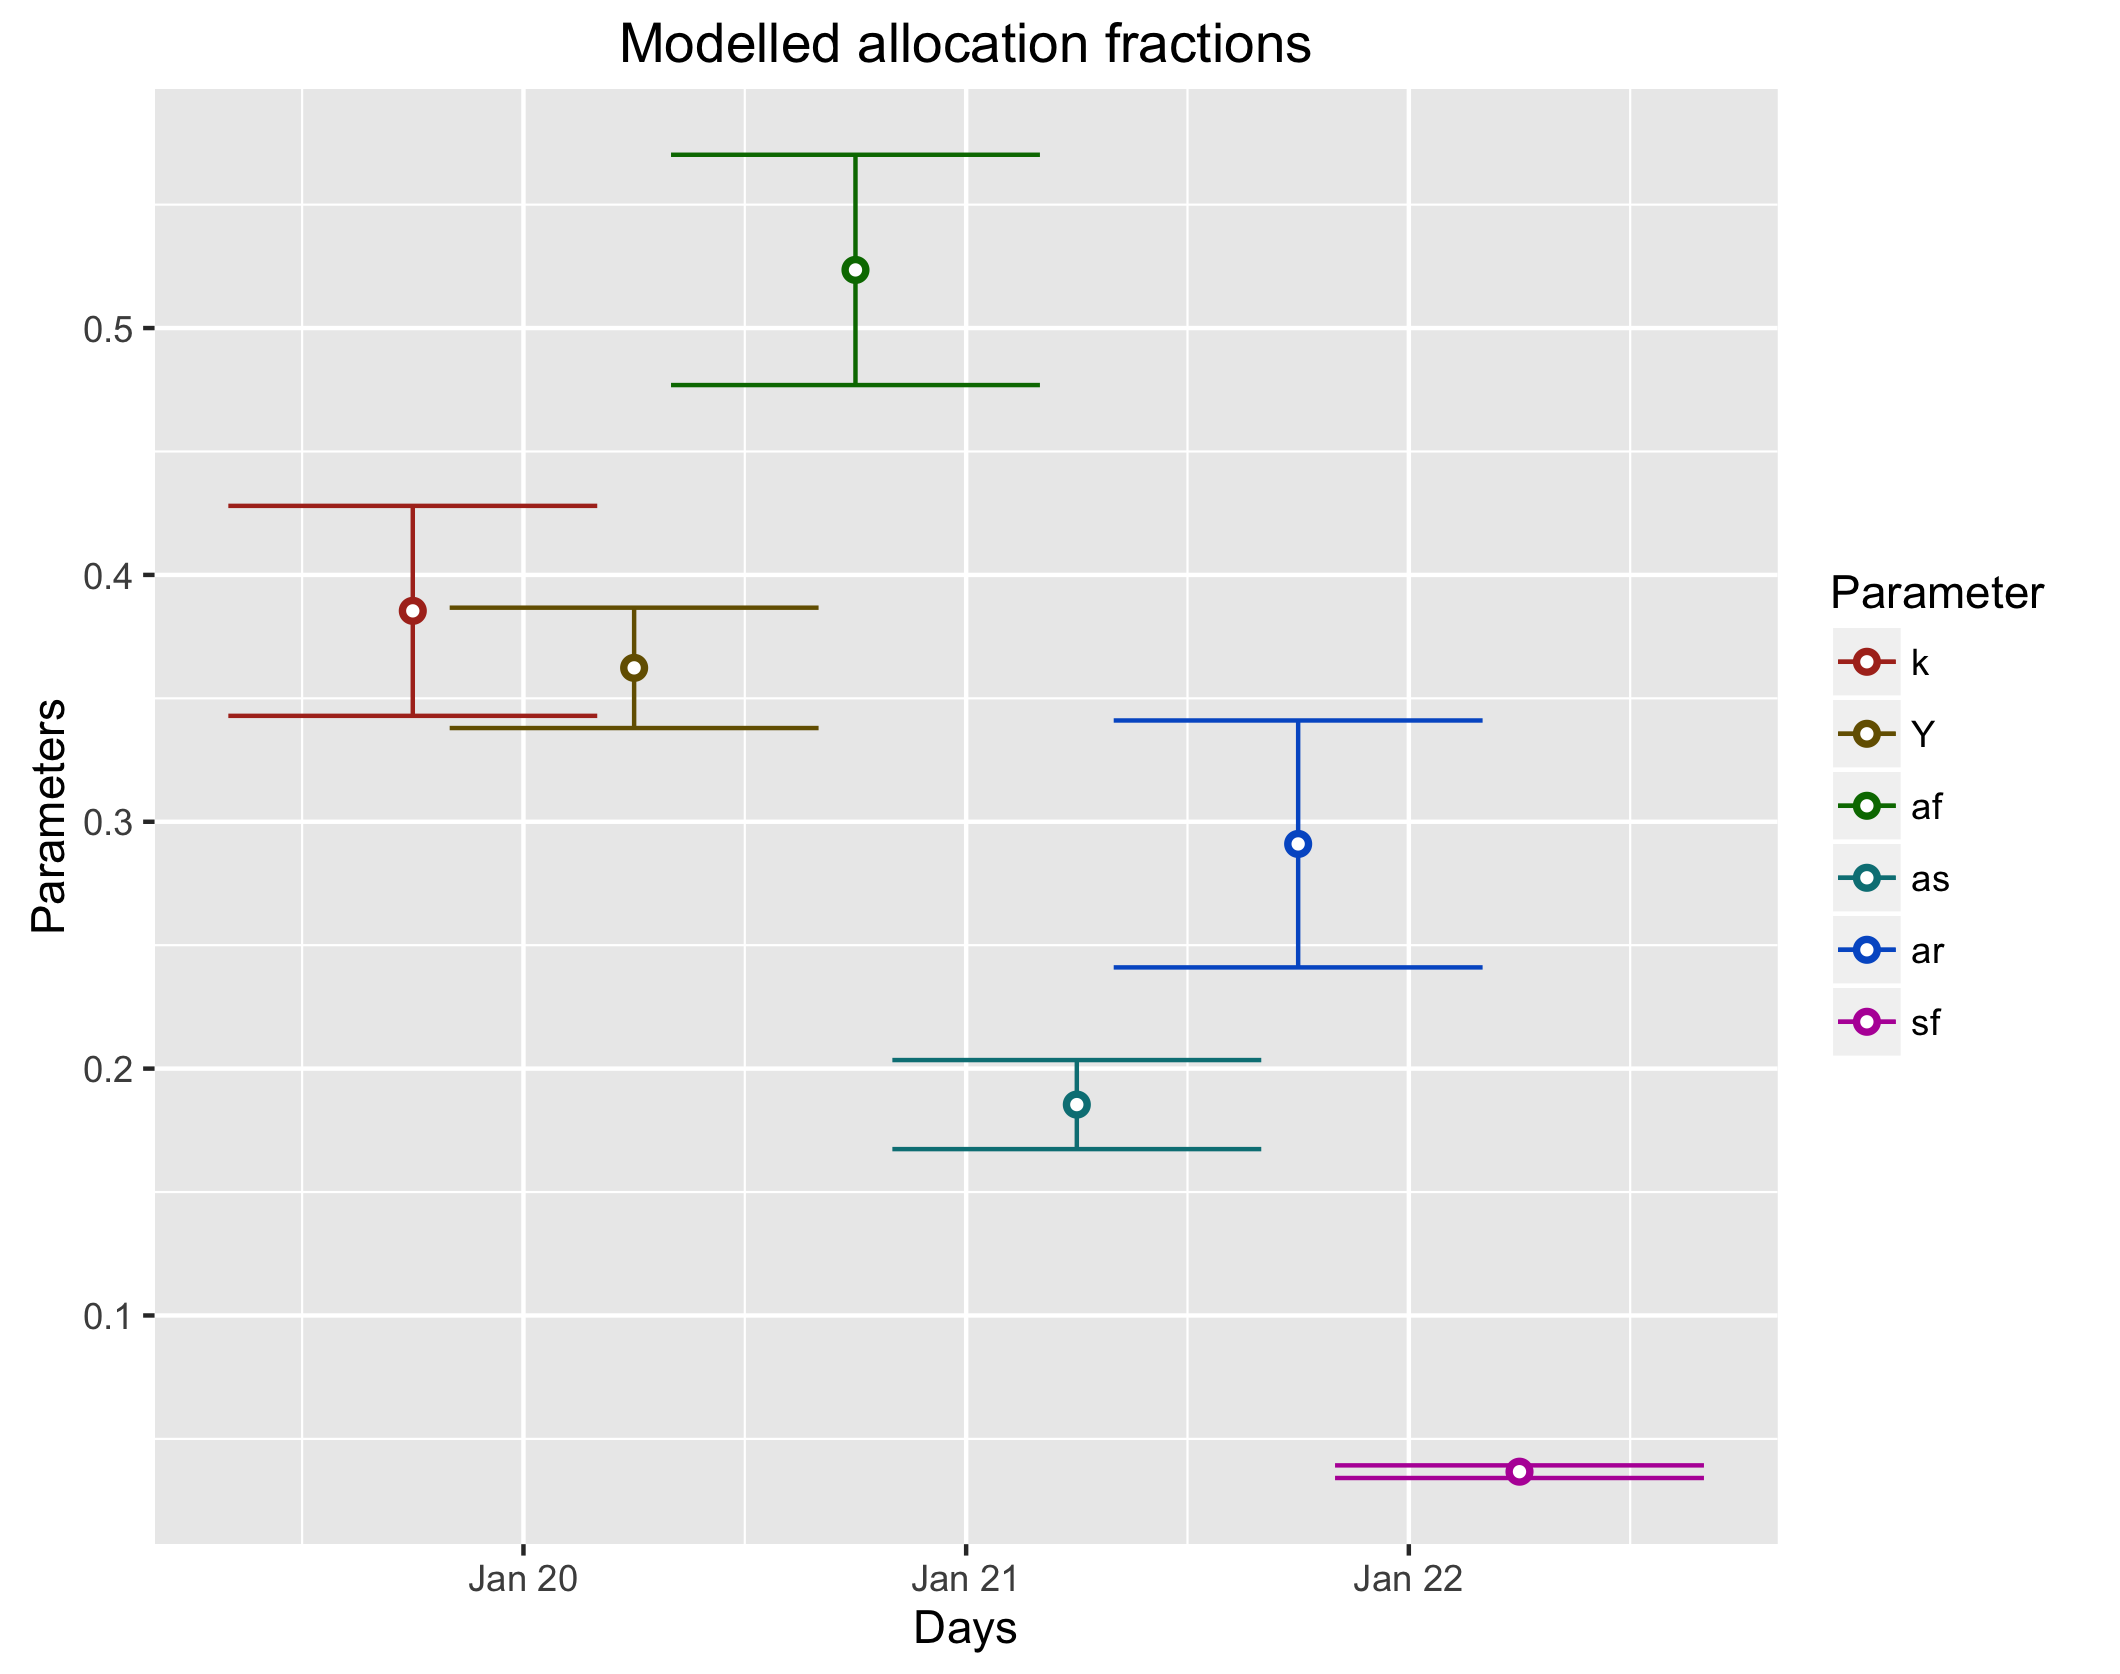 Modelled allocation fractions
Parameters
0.5
0.4
0.3
0.2
0.1
Jan 20 Jan 21 Jan 22
Days
Parameter
k
Y
af
as
ar
sf